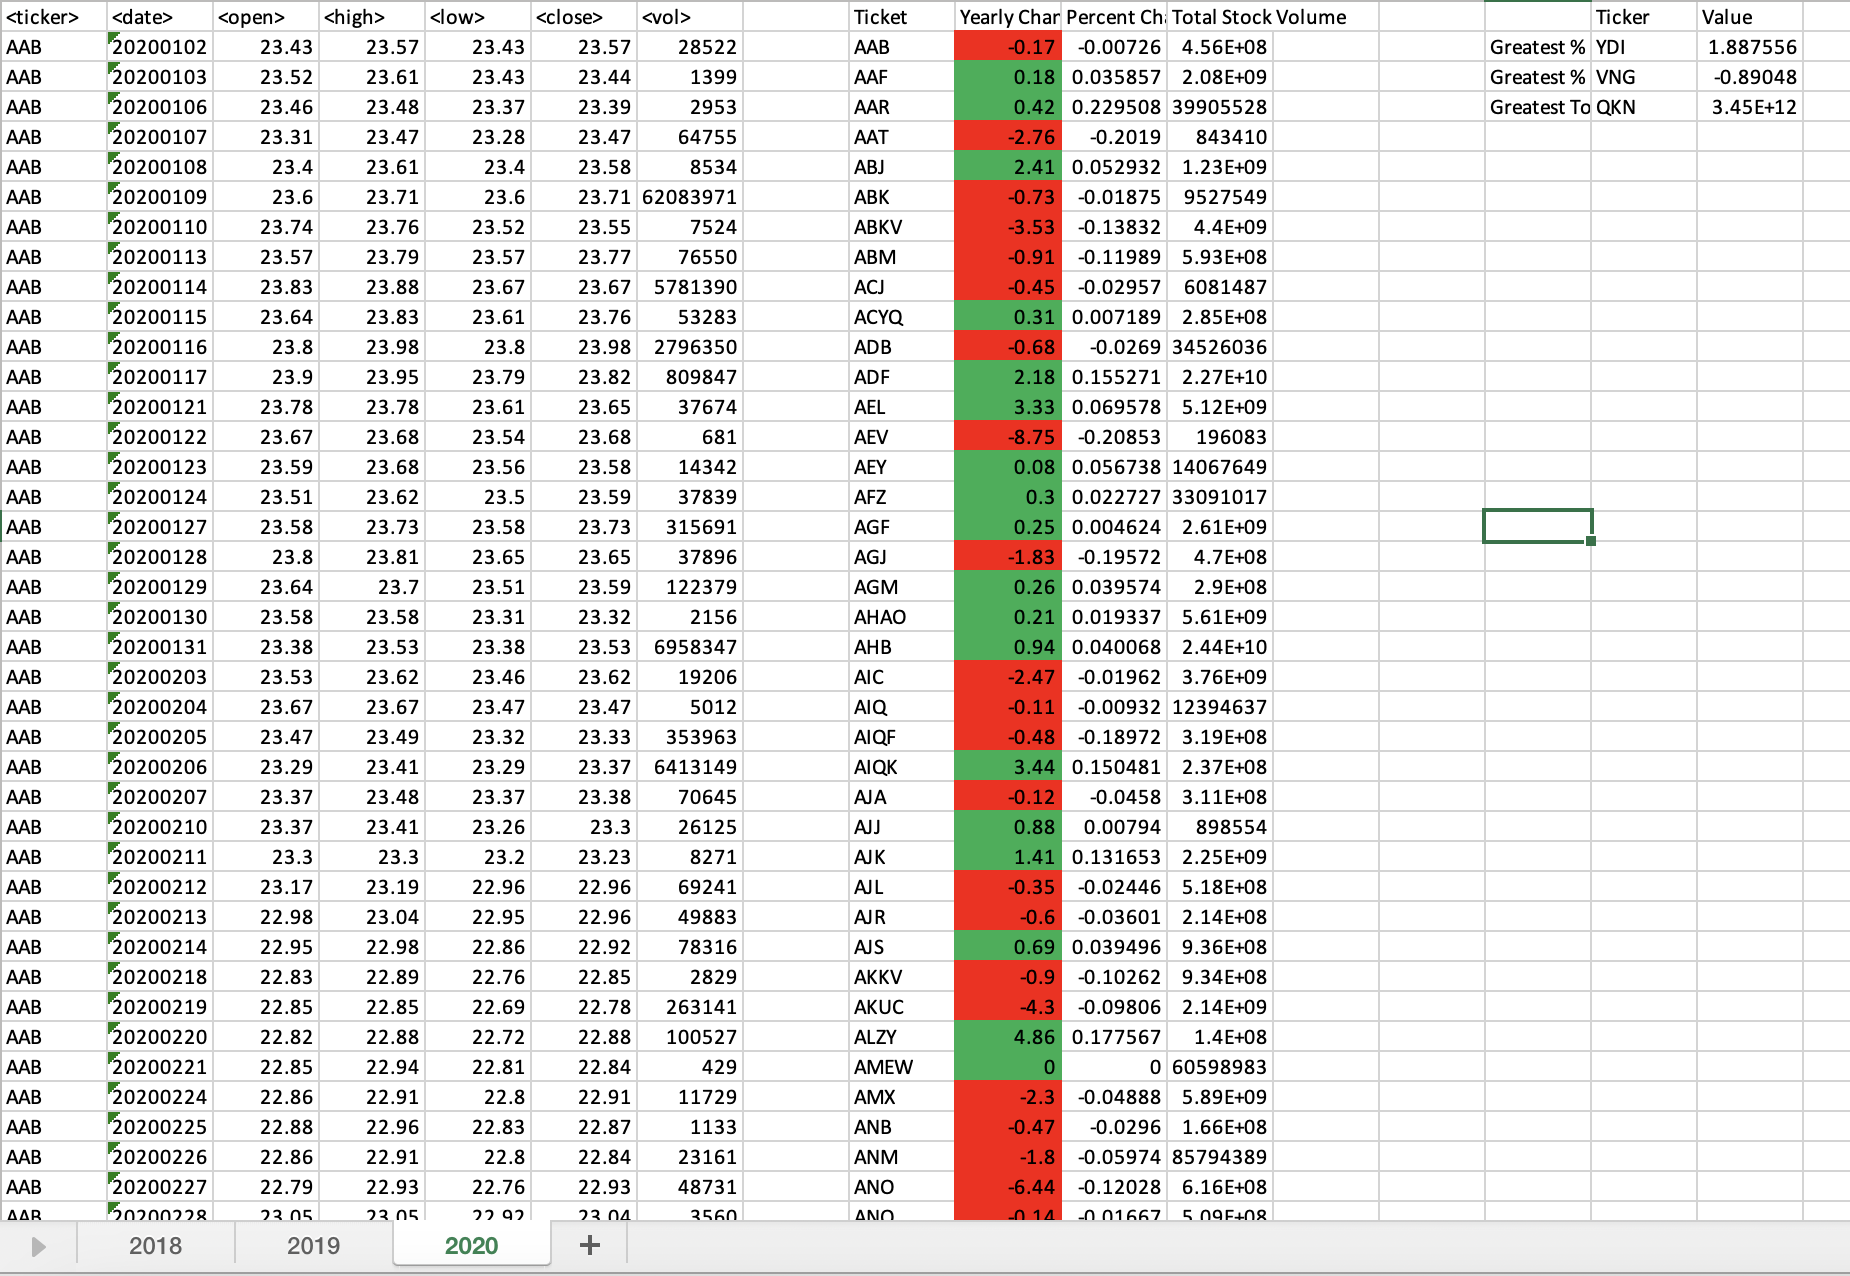 <ticker> <date> <open> <high> <low> <close> <vol> Ticket Yearly Char Percent Ch Total Stock Volume Ticker Value
AAB 20200102 23.43 23.57 23.43 23.57 28522 AAB -0.17 -0.00726 4.56E+08 Greatest % YDI 1.887556
AAB 20200103 23.52 23.61 23.43 23.44 1399 AAF 0.18 0.035857 2.08E+09 Greatest % VNG -0.89048
AAB 20200106 23.46 23.48 23.37 23.39 2953 AAR 0.42 0.229508 39905528 Greatest To QKN 3.45E+12
AAB 20200107 23.31 23.47 23.28 23.47 64755 AAT -2.76 -0.2019 843410
AAB 20200108 23.4 23.61 23.4 23.58 8534 ABJ 2.41 0.052932 1.23E+09
AAB 20200109 23.6 23.71 23.6 23.71 62083971 ABK -0.73 -0.01875 9527549
AAB 20200110 23.74 23.76 23.52 23.55 7524 ABKV -3.53 -0.13832 4.4E+09
AAB 20200113 23.57 23.79 23.57 23.77 76550 ABM -0.91 -0.11989 5.93E+08
AAB 20200114 23.83 23.88 23.67 23.67 5781390 ACJ -0.45 -0.02957 6081487
AAB 20200115 23.64 23.83 23.61 23.76 53283 ACYQ 0.31 0.007189 2.85E+08
AAB 20200116 23.8 23.98 23.8 23.98 2796350 ADB -0.68 -0.0269 34526036
AAB 20200117 23.9 23.95 23.79 23.82 809847 ADF 2.18 0.155271 2.27E+10
AAB 20200121 23.78 23.78 23.61 23.65 37674 AEL 3.33 0.069578 5.12E+09
AAB 20200122 23.67 23.68 23.54 23.68 681 AEV -8.75 -0.20853 196083
AAB 20200123 23.59 23.68 23.56 23.58 14342 AEY 0.08 0.056738 14067649
AAB 20200124 23.51 23.62 23.5 23.59 37839 AFZ 0.3 0.022727 33091017
AAB 20200127 23.58 23.73 23.58 23.73 315691 AGF 0.25 0.004624 2.61E+09
AAB 20200128 23.8 23.81 23.65 23.65 37896 AGJ -1.83 -0.19572 4.7E+08
AAB 20200129 23.64 23.7 23.51 23.59 122379 AGM 0.26 0.039574 2.9E+08
AAB 20200130 23.58 23.58 23.31 23.32 2156 AHAO 0.21 0.019337 5.61E+09
AAB 20200131 23.38 23.53 23.38 23.53 6958347 AHB 0.94 0.040068 2.44E+10
AAB 20200203 23.53 23.62 23.46 23.62 19206 AIC -2.47 -0.01962 3.76E+09
AAB 20200204 23.67 23.67 23.47 23.47 5012 AIQ -0.11 -0.00932 12394637
AAB 20200205 23.47 23.49 23.32 23.33 353963 AIQF -0.48 -0.18972 3.19E+08
AAB 20200206 23.29 23.41 23.29 23.37 6413149 AIQK 3.44 0.150481 2.37E+08
AAB 20200207 23.37 23.48 23.37 23.38 70645 AJA -0.12 -0.0458 3.11E+08
AAB 20200210 23.37 23.41 23.26 23.3 26125 AJJ 0.88 0.00794 898554
AAB 20200211 23.3 23.3 23.2 23.23 8271 AJK 1.41 0.131653 2.25E+09
AAB 20200212 23.17 23.19 22.96 22.96 69241 AJL -0.35 -0.02446 5.18E+08
AAB 20200213 22.98 23.04 22.95 22.96 49883 AJR -0.6 -0.03601 2.14E+08
AAB 20200214 22.95 22.98 22.86 22.92 78316 AJS 0.69 0.039496 9.36E+08
AAB 20200218 22.83 22.89 22.76 22.85 2829 AKKV -0.9 -0.10262 9.34E+08
AAB 20200219 22.85 22.85 22.69 22.78 263141 AKUC -4.3 -0.09806 2.14E+09
AAB 20200220 22.82 22.88 22.72 22.88 100527 ALZY 4.86 0.177567 1.4E+08
AAB 20200221 22.85 22.94 22.81 22.84 429 AMEW 0 0 60598983
AAB 20200224 22.86 22.91 22.8 22.91 11729 AMX -2.3 -0.04888 5.89E+09
AAB 20200225 22.88 22.96 22.83 22.87 1133 ANB -0.47 -0.0296 1.66E+08
AAB 20200226 22.86 22.91 22.8 22.84 23161 ANM -1.8 -0.05974 85794389
AAB 20200227 22.79 22.93 22.76 22.93 48731 ANO -6.44 -0.12028 6.16E+08
AAB 20200228 23.05 23.05 22.92 23.04 3560 -0.14 -0.01667 5.09E+08
2018 2019 2020 +